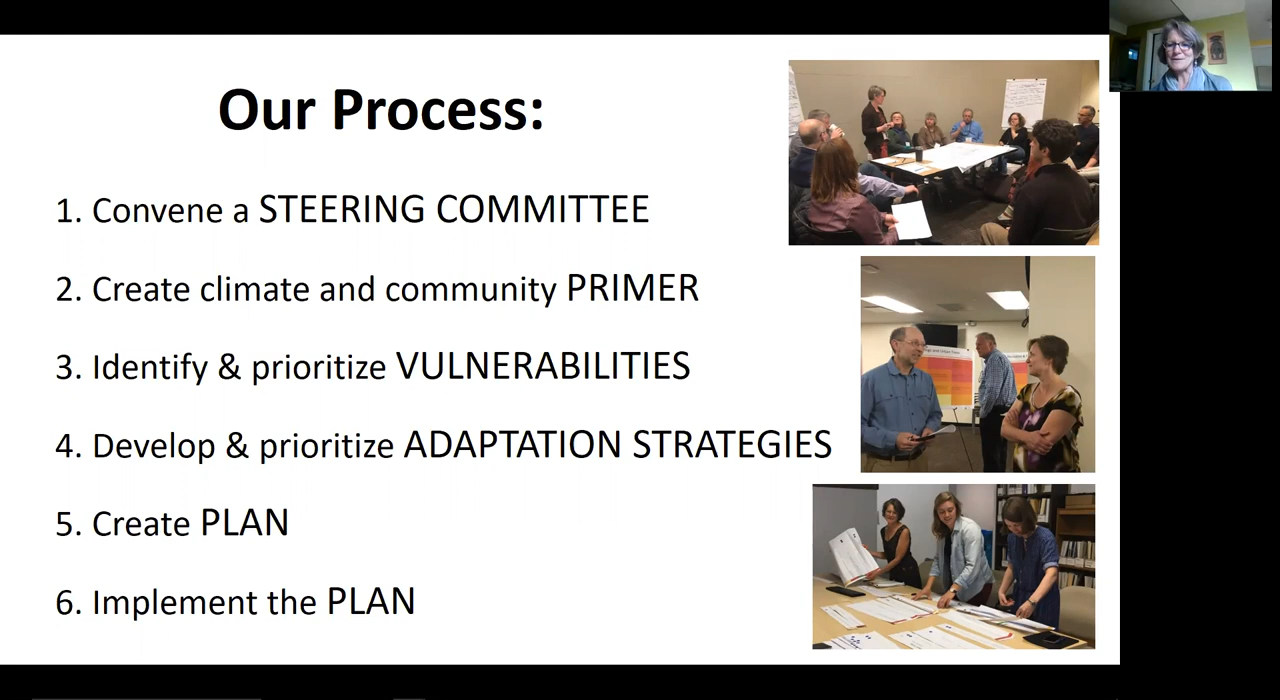 Our Process:
1. Convene a STEERING COMMITTEE
2. Create climate and community PRIMER
3. Identify & prioritize VULNERABILITIES
4. Develop & prioritize ADAPTATION STRATEGIES
5. Create PLAN
6. Implement the PLAN